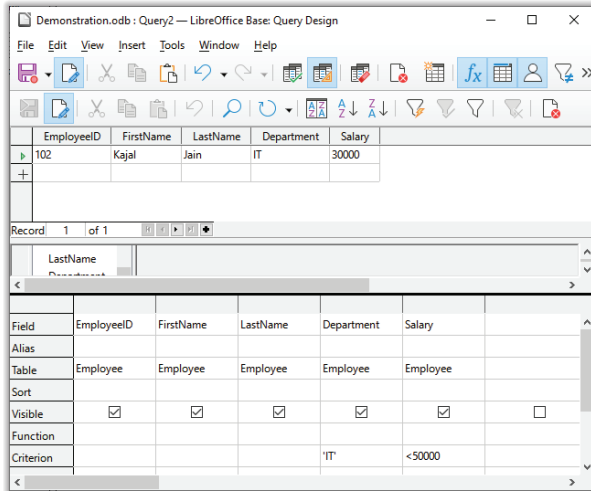 Demonstration.odb : Query2 — LibreOffice Base: Query Design
File Edit View Insert Tools Window Help
EmployeeID FirstName LastName Department Salary
102 Kajal Jain IT 30000
Record 1 of 1
LastName
Field EmployeeID FirstName LastName Department Salary
Alias
Table Employee Employee Employee Employee Employee
Sort
Visible
Function
Criterion 'IT' <50000